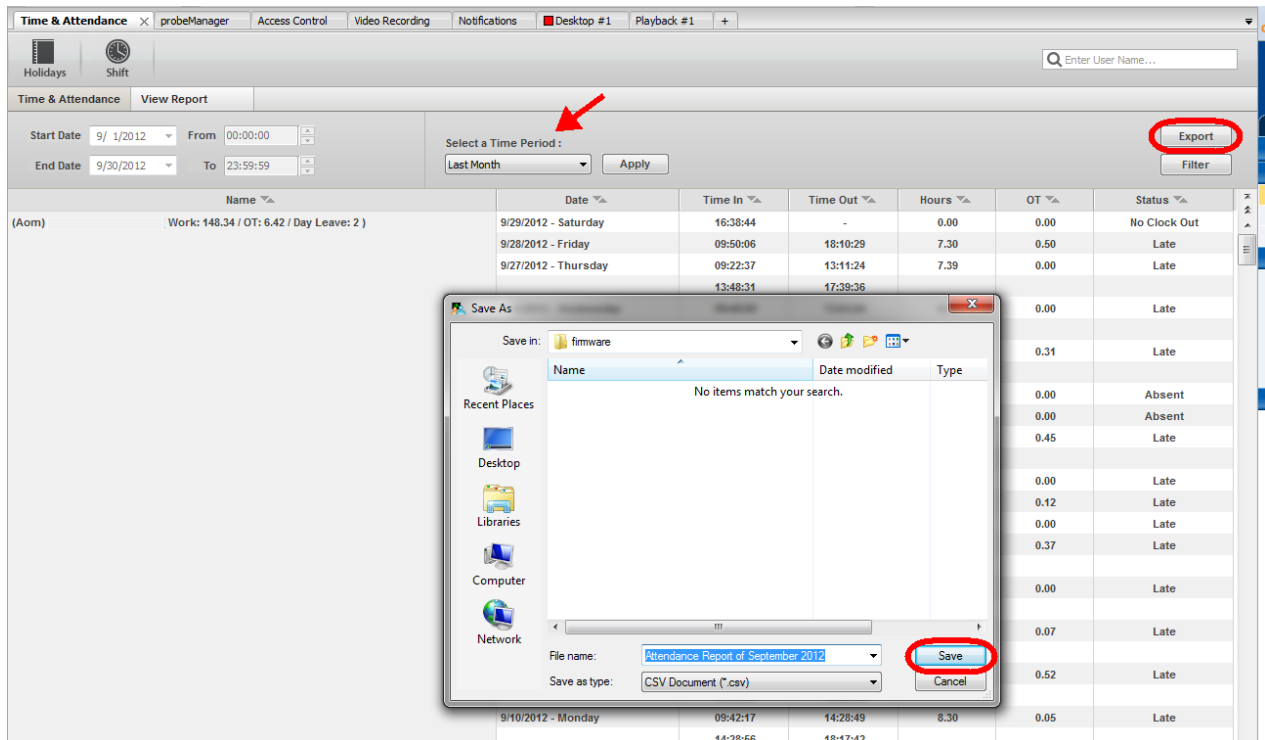 Time & Attendance probeManager Access Control Video Recording Notifications Desktop #1 Playback #1 +
Holidays Shift
Enter User Name...
Time & Attendance View Report
Start Date 9/ 1/2012 From 00:00:00
Select a Time Period :
Export
End Date 9/30/2012 To 23:59:59 Last Month Apply Filter
Name Date Time In Time Out Hours OT Status
(Aom) Work: 148.34 / OT: 6.42 / Day Leave: 2 ) 9/29/2012 - Saturday 16:38:44 - 0.00 0.00 No Clock Out
9/28/2012 - Friday 09:50:06 18:10:29 7.30 0.50 Late
9/27/2012 - Thursday 09:22:37 13:11:24 7.39 0.00 Late
13:48:31 17:39:36
Save As
0.00 Late
Save in: firmware
0.31 Late
Name Date modified Type
No items match your search.
0.00 Absent
Recent Places
0.00 Absent
0.45 Late
Desktop
0.00 Late
0.12 Late
Libraries
0.00 Late
0.37 Late
Computer
0.00 Late
0.07 Late
Network
File name: Attendance Report of September 2012 Save
0.52 Late
Save as type: CSV Document (*.csv) Cancel
9/10/2012 - Monday 09:42:17 14:28:49 8.30 0.05 Late
14:28:56 18:17:42